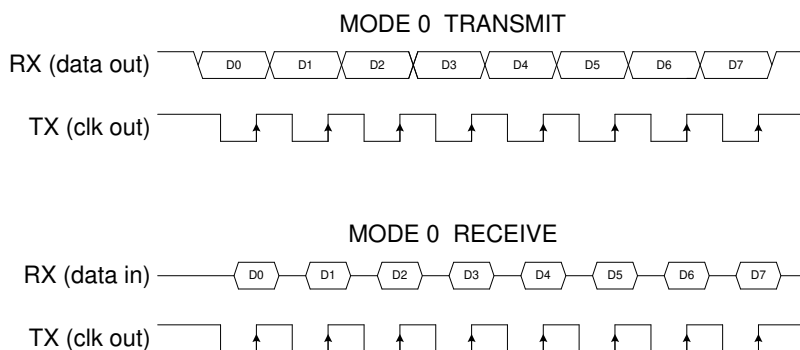 MODE 0 TRANSMIT
RX (data out) D0 D1 D2 D3 D4 D5 D6 D7
TX (clk out)
MODE 0 RECEIVE
RX (data in) D0 D1 D2 D3 D4 D5 D6 D7
TX (clk out)